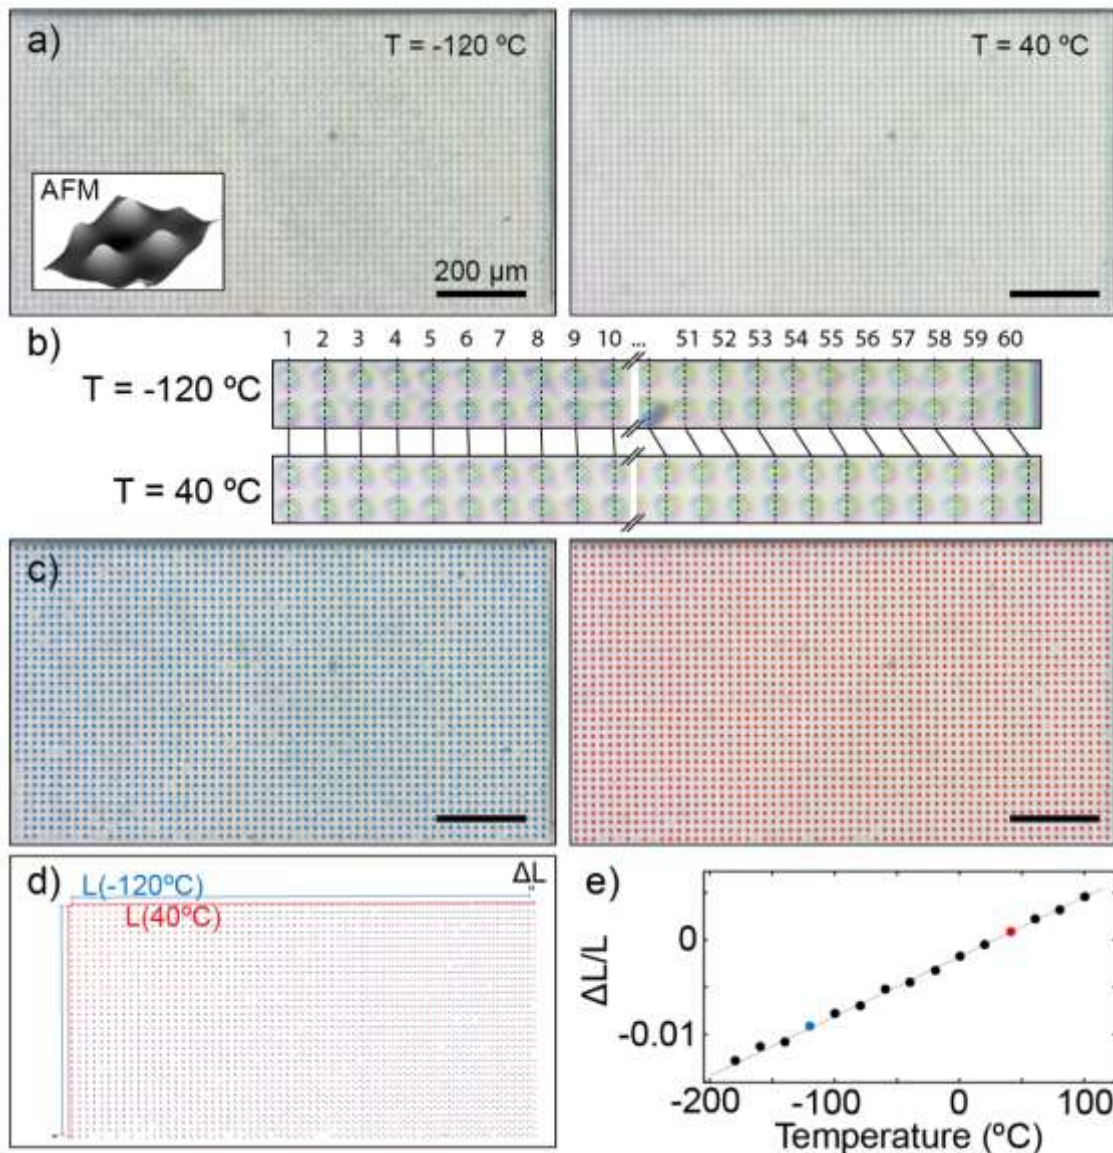 a)
T = -120 ºC
T = 40 ºC
AFM
200 µm
b)
1 2 3 4 5 6 7 8 9 10 ... 51 52 53 54 55 56 57 58 59 60
T = -120 ºC
T = 40 ºC
c)
d)
L(-120ºC)
ΔL
L(40ºC)
e)
ΔL/L
0
-0.01
-200 -100 0 100
Temperature (ºC)